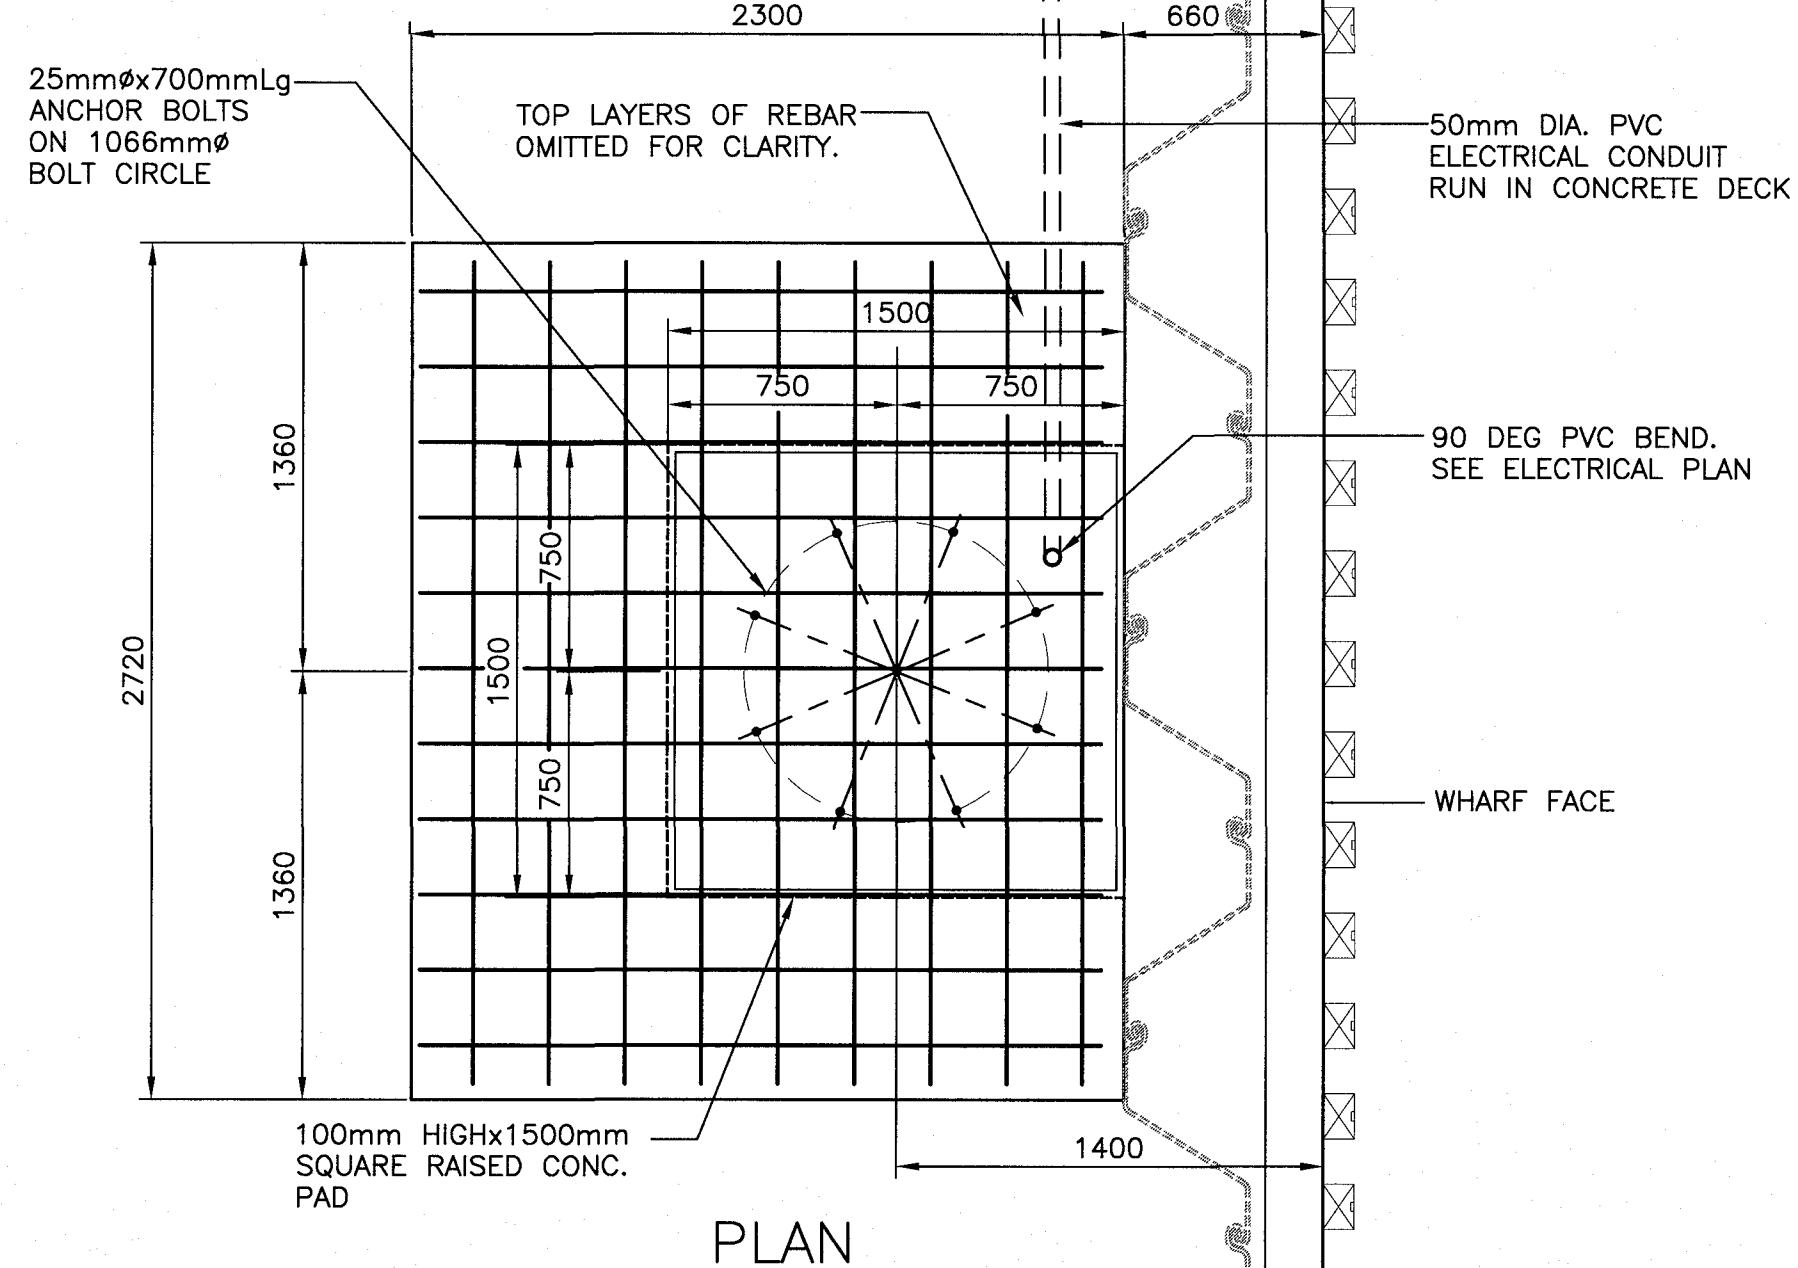 2300
660
25mmøx700mmLg
ANCHOR BOLTS
ON 1066mmø
BOLT CIRCLE
TOP LAYERS OF REBAR
OMITTED FOR CLARITY.
50mm DIA. PVC
ELECTRICAL CONDUIT
RUN IN CONCRETE DECK
1500
750
750
90 DEG PVC BEND.
SEE ELECTRICAL PLAN
1360
750
2720
1500
750
1360
WHARF FACE
100mm HIGHx1500mm
SQUARE RAISED CONC.
PAD
1400
PLAN